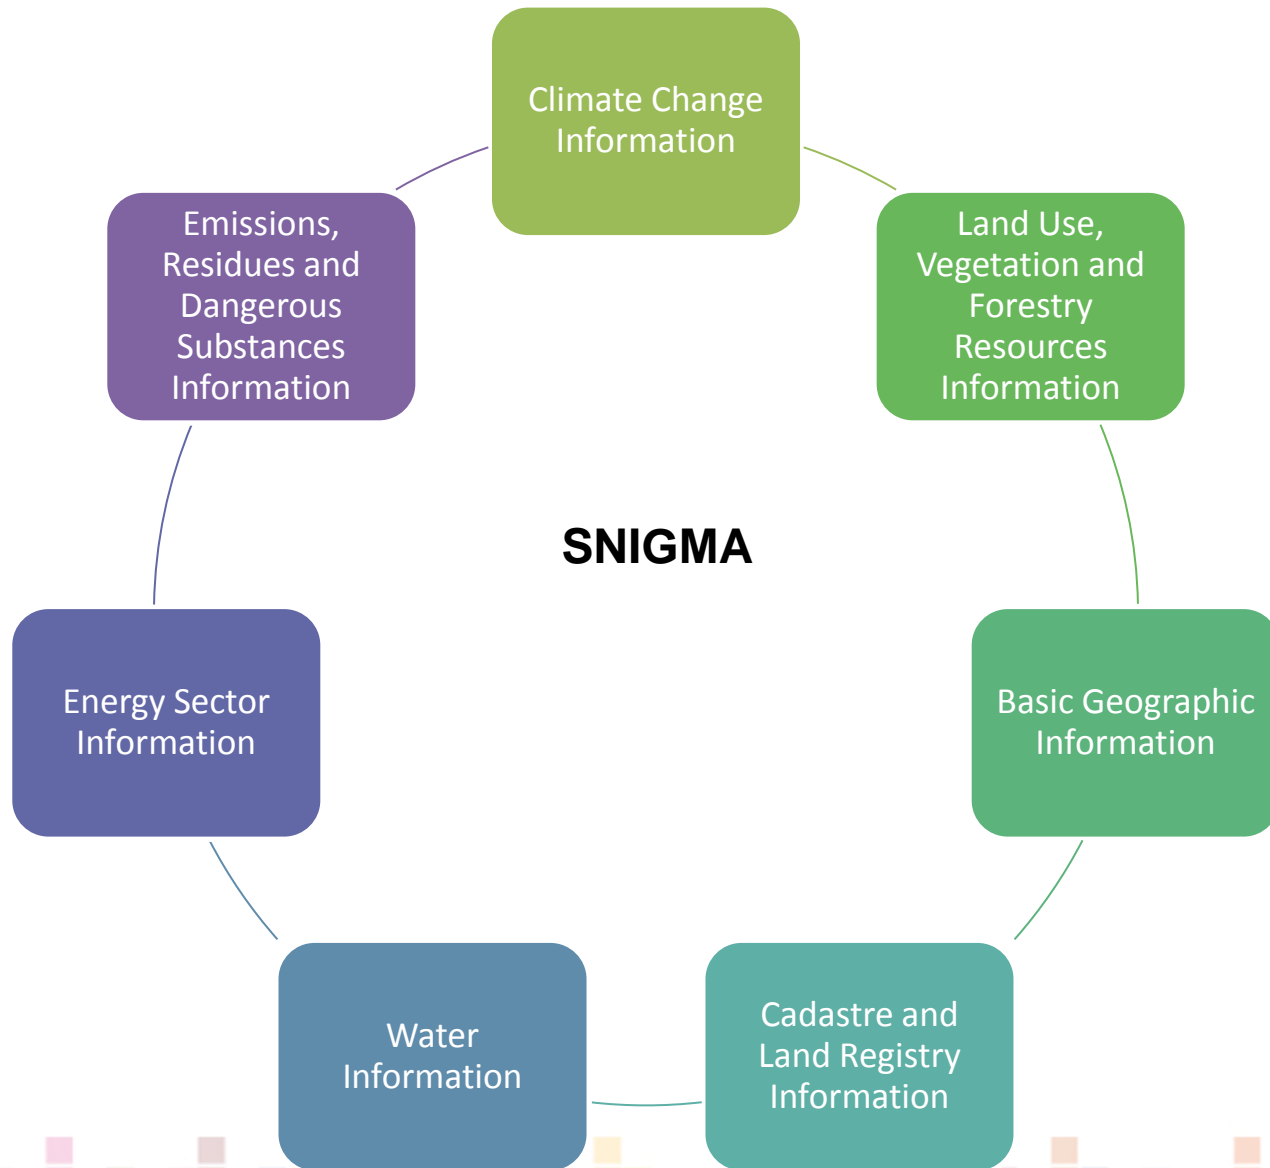 Climate Change
Information
Emissions,
Residues and
Dangerous
Substances
Information
Land Use,
Vegetation and
Forestry
Resources
Information
SNIGMA
Energy Sector
Information
Basic Geographic
Information
Water
Information
Cadastre and
Land Registry
Information